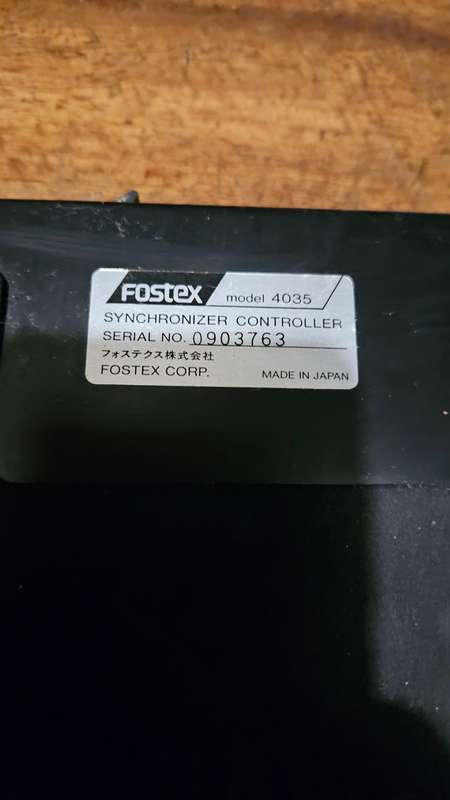 Fostex model 4035
SYNCHRONIZER CONTROLLER
SERIAL NO. 0903763
フォステクス株式会社
FOSTEX CORP. MADE IN JAPAN